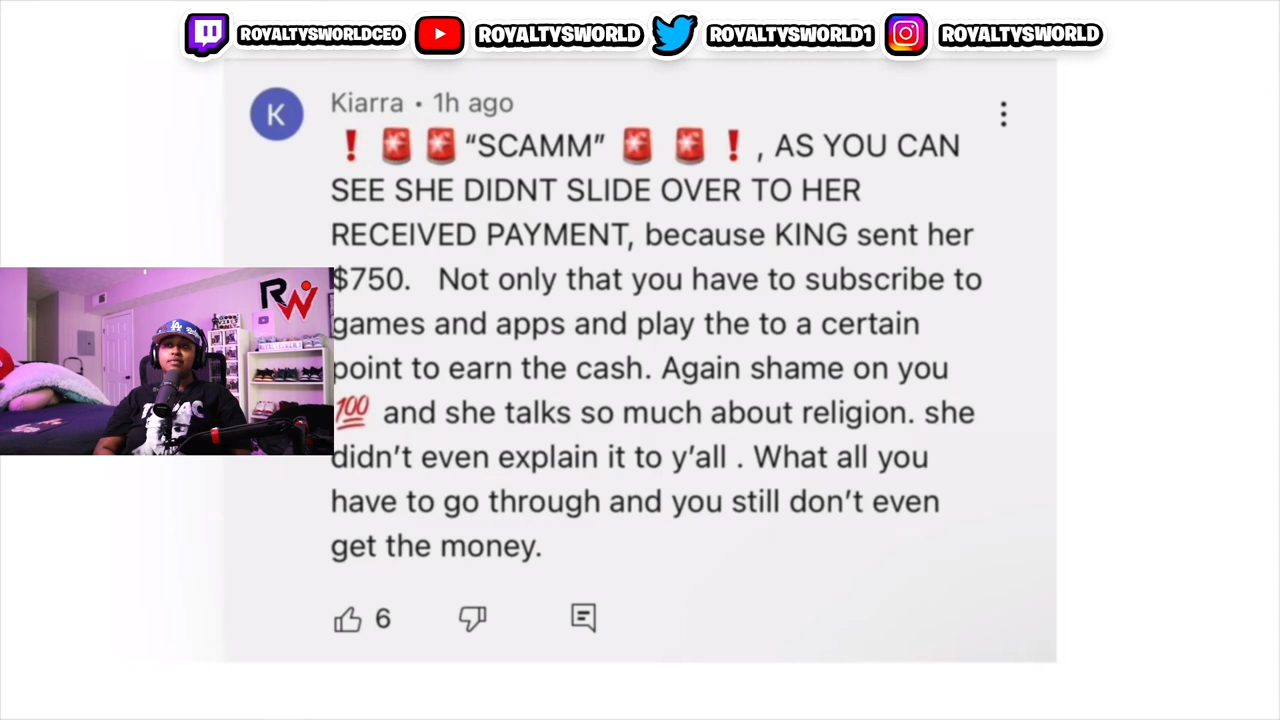 ROYALTYSWORLDCEO ROYALTYSWORLD ROYALTYSWORLD1 ROYALTYSWORLD
K Kiarra • 1h ago
❗🚨🚨 “SCAMM” 🚨🚨❗, AS YOU CAN
SEE SHE DIDNT SLIDE OVER TO HER
RECEIVED PAYMENT, because KING sent her
$750. Not only that you have to subscribe to
games and apps and play the to a certain
point to earn the cash. Again shame on you
💯 and she talks so much about religion. she
didn’t even explain it to y’all . What all you
have to go through and you still don’t even
get the money.
6
RW
TUPAC